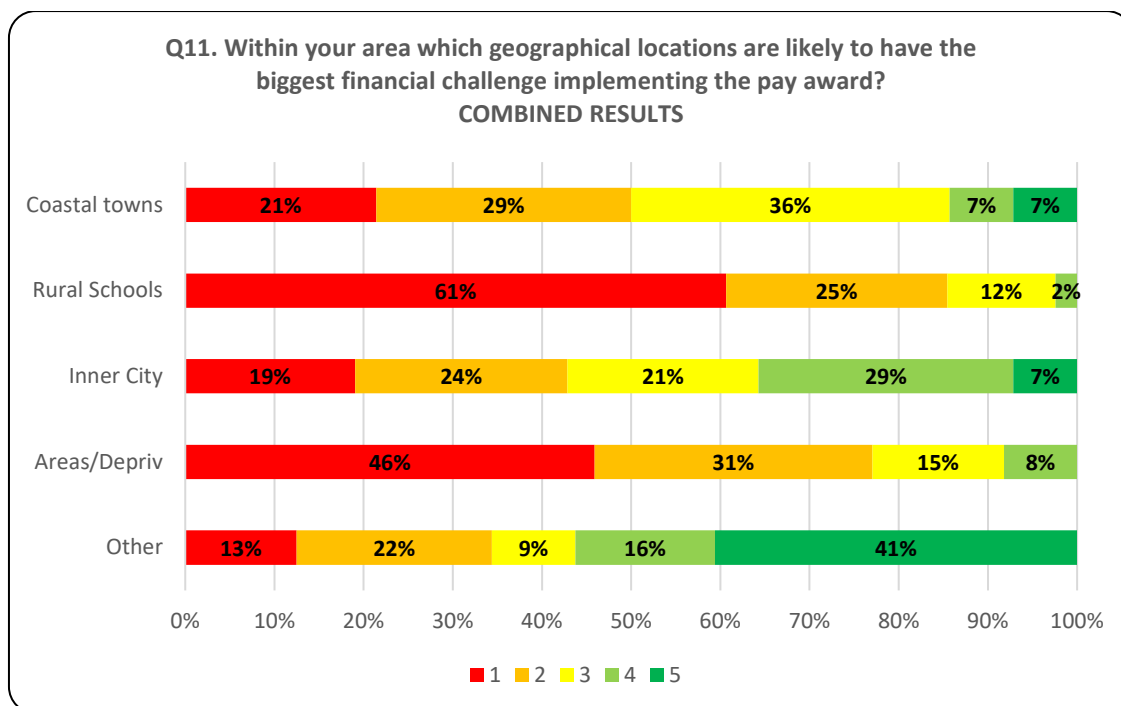 Q11. Within your area which geographical locations are likely to have the
biggest financial challenge implementing the pay award?
COMBINED RESULTS
Coastal towns 21% 29% 36% 7% 7%
Rural Schools 61% 25% 12% 2%
Inner City 19% 24% 21% 29% 7%
Areas/Depriv 46% 31% 15% 8%
Other 13% 22% 9% 16% 41%
0% 10% 20% 30% 40% 50% 60% 70% 80% 90% 100%
1 2 3 4 5